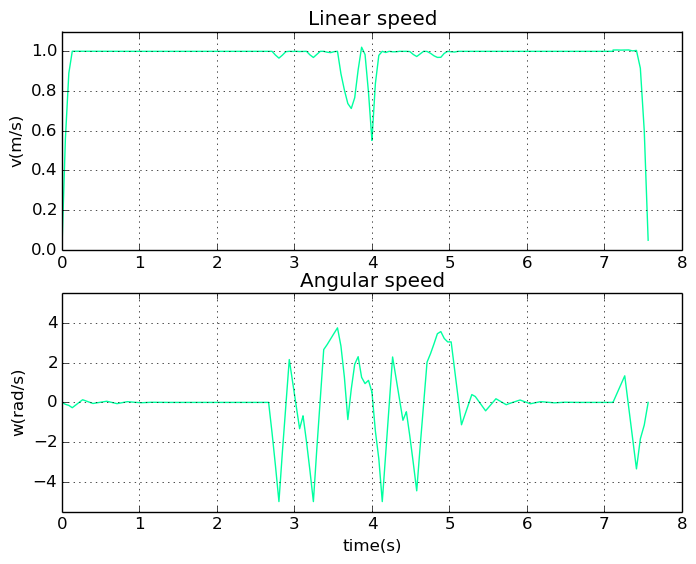 Linear speed
1.0
0.8
0.6
0.4
0.2
0.0
v(m/s)
0 1 2 3 4 5 6 7 8
Angular speed
4
2
0
−2
−4
w(rad/s)
0 1 2 3 4 5 6 7 8
time(s)